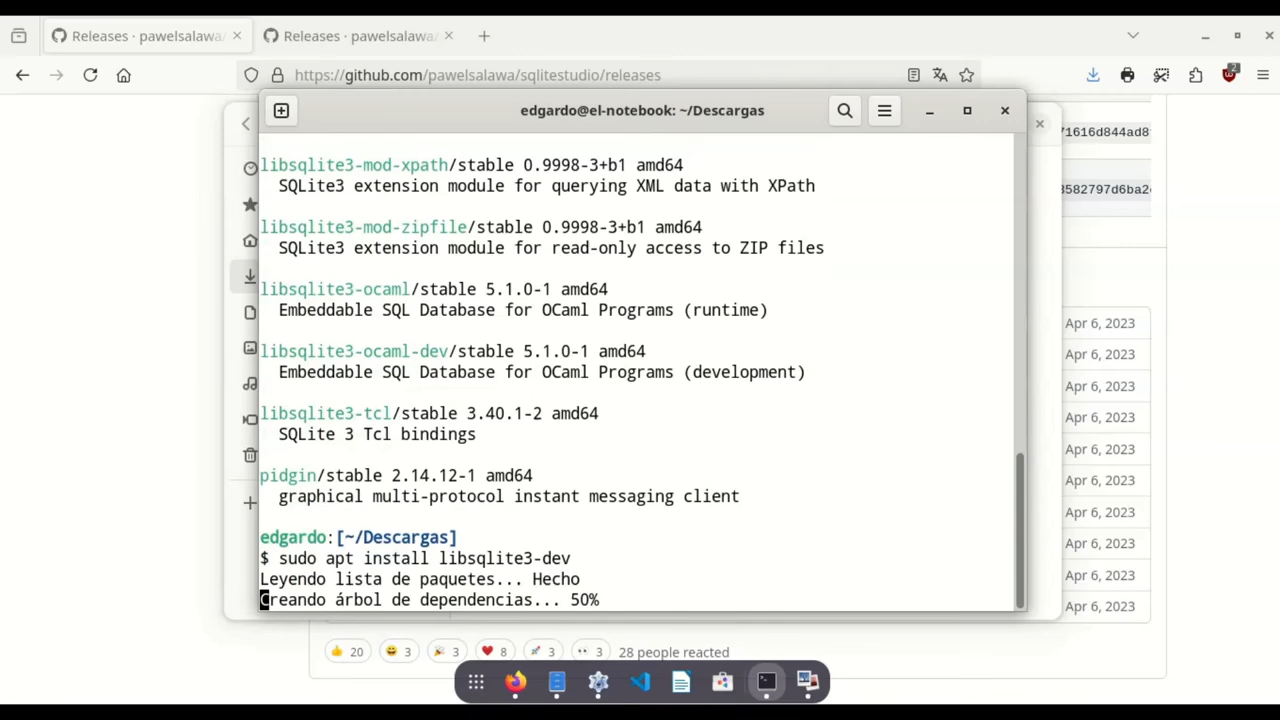 Releases · pawelsalawa/
Releases · pawelsalawa/
https://github.com/pawelsalawa/sqlitestudio/releases
2
edgardo@el-notebook: ~/Descargas
libsqlite3-mod-xpath/stable 0.9998-3+b1 amd64
SQLite3 extension module for querying XML data with XPath
libsqlite3-mod-zipfile/stable 0.9998-3+b1 amd64
SQLite3 extension module for read-only access to ZIP files
libsqlite3-ocaml/stable 5.1.0-1 amd64
Embeddable SQL Database for OCaml Programs (runtime)
libsqlite3-ocaml-dev/stable 5.1.0-1 amd64
Embeddable SQL Database for OCaml Programs (development)
libsqlite3-tcl/stable 3.40.1-2 amd64
SQLite 3 Tcl bindings
pidgin/stable 2.14.12-1 amd64
graphical multi-protocol instant messaging client
edgardo:[~/Descargas]
$ sudo apt install libsqlite3-dev
Leyendo lista de paquetes... Hecho
Creando árbol de dependencias... 50%
Apr 6, 2023
Apr 6, 2023
Apr 6, 2023
Apr 6, 2023
Apr 6, 2023
Apr 6, 2023
Apr 6, 2023
Apr 6, 2023
Apr 6, 2023
Apr 6, 2023
20 3 3 8 3 3 28 people reacted